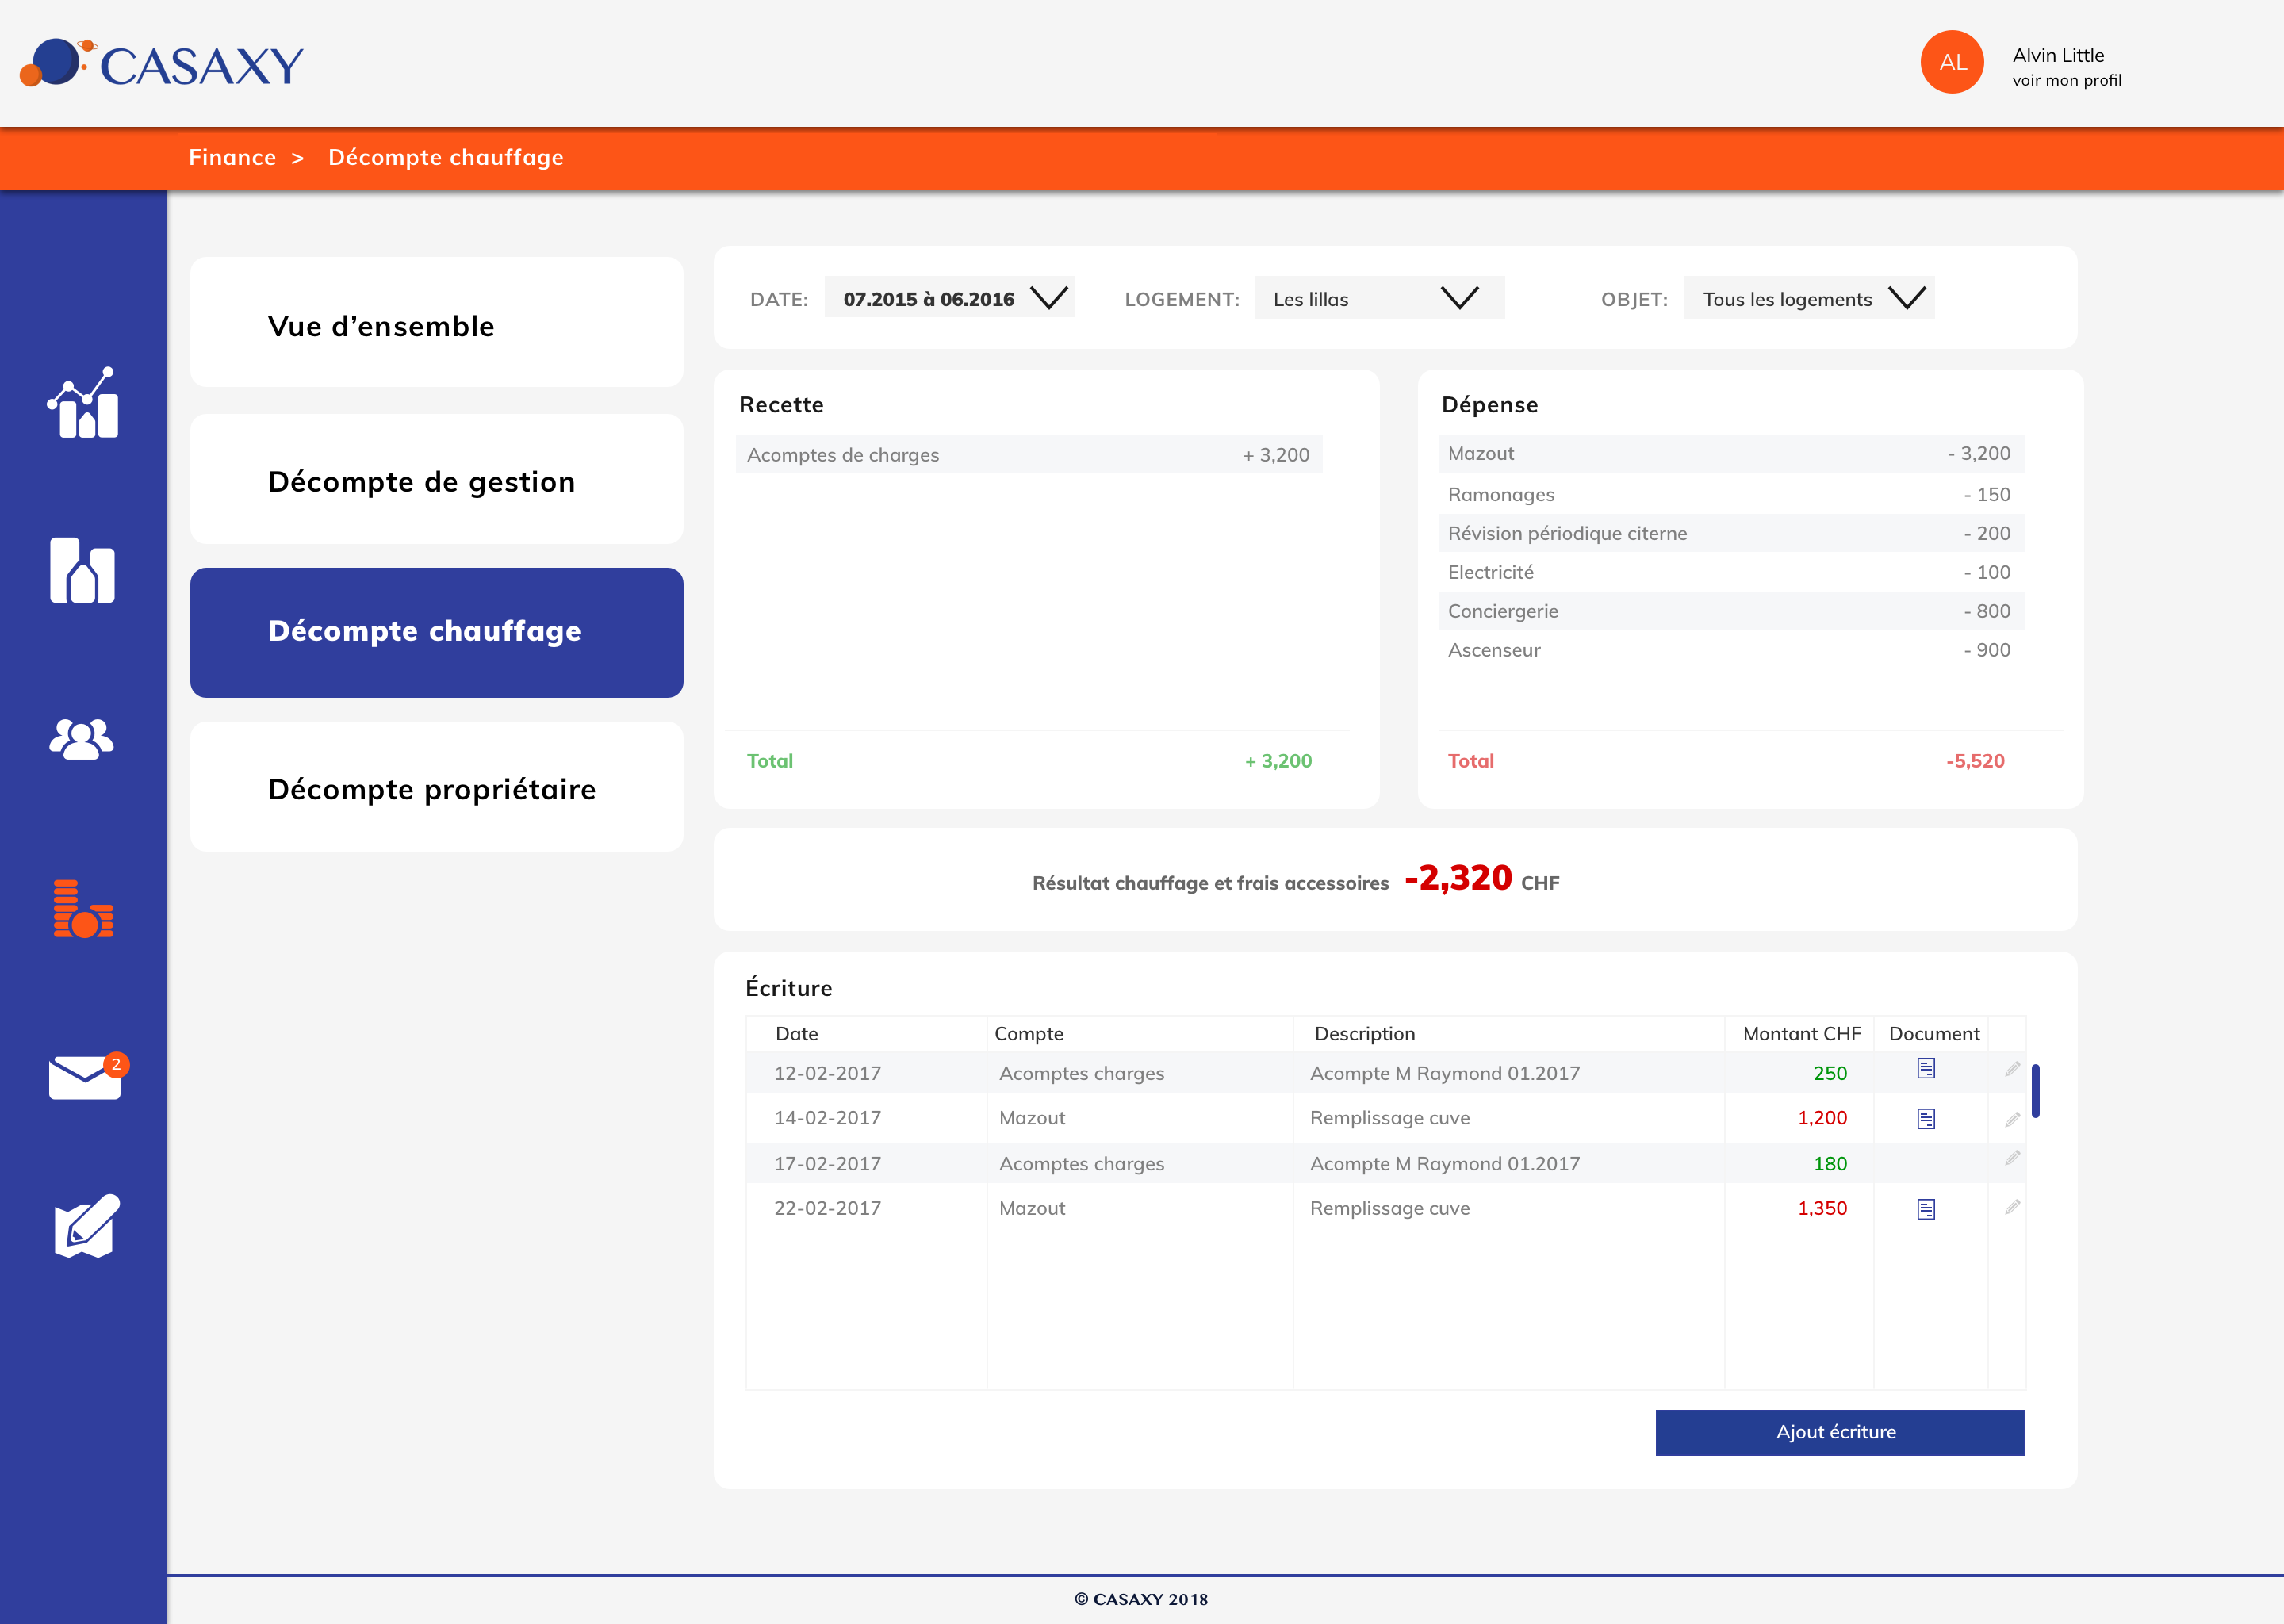 CASAXY
AL
Alvin Little
voir mon profil
Finance > Décompte chauffage
Vue d’ensemble
Décompte de gestion
Décompte chauffage
Décompte propriétaire
2
DATE: 07.2015 à 06.2016 LOGEMENT: Les lillas OBJET: Tous les logements
Recette
Acomptes de charges + 3,200
Total + 3,200
Dépense
Mazout - 3,200
Ramonages - 150
Révision périodique citerne - 200
Electricité - 100
Conciergerie - 800
Ascenseur - 900
Total -5,520
Résultat chauffage et frais accessoires -2,320 CHF
Écriture
Date Compte Description Montant CHF Document
12-02-2017 Acomptes charges Acompte M Raymond 01.2017 250
14-02-2017 Mazout Remplissage cuve 1,200
17-02-2017 Acomptes charges Acompte M Raymond 01.2017 180
22-02-2017 Mazout Remplissage cuve 1,350
Ajout écriture
© CASAXY 2018